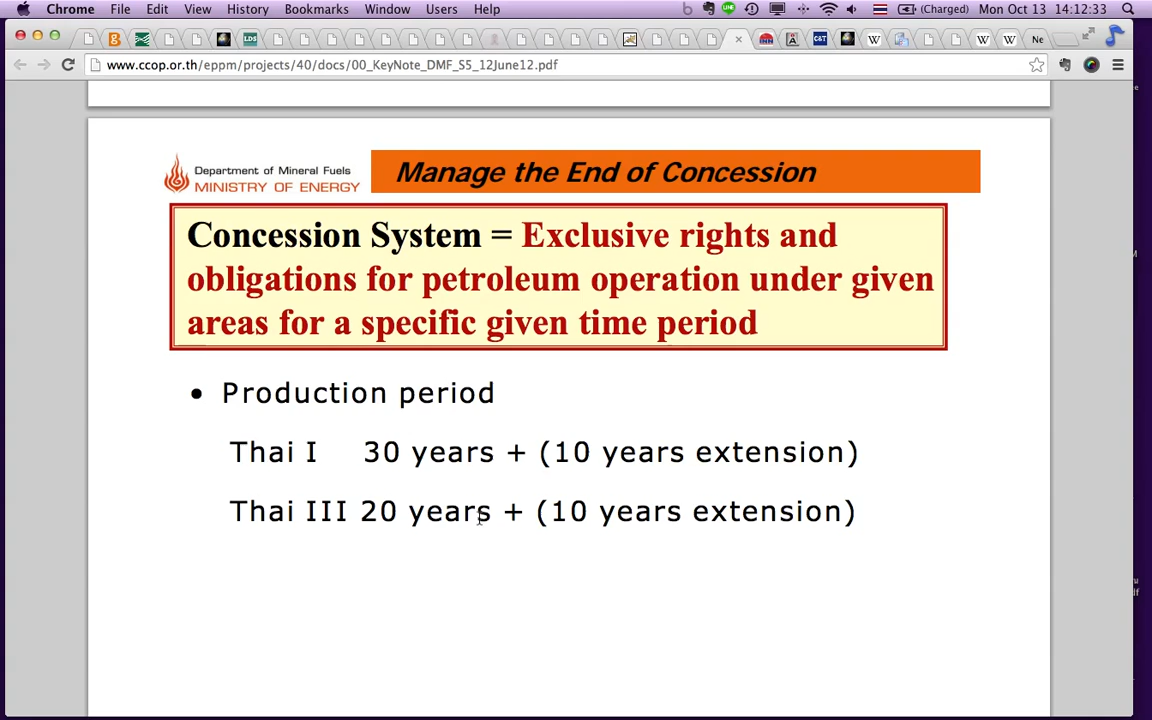 Chrome File Edit View History Bookmarks Window Users Help (Charged) Mon Oct 13 14:12:33
LDS C&T W W W Ne
www.ccop.or.th/eppm/projects/40/docs/00_KeyNote_DMF_S5_12June12.pdf
Department of Mineral Fuels
MINISTRY OF ENERGY
Manage the End of Concession
Concession System = Exclusive rights and
obligations for petroleum operation under given
areas for a specific given time period
• Production period
Thai I 30 years + (10 years extension)
Thai III 20 years + (10 years extension)